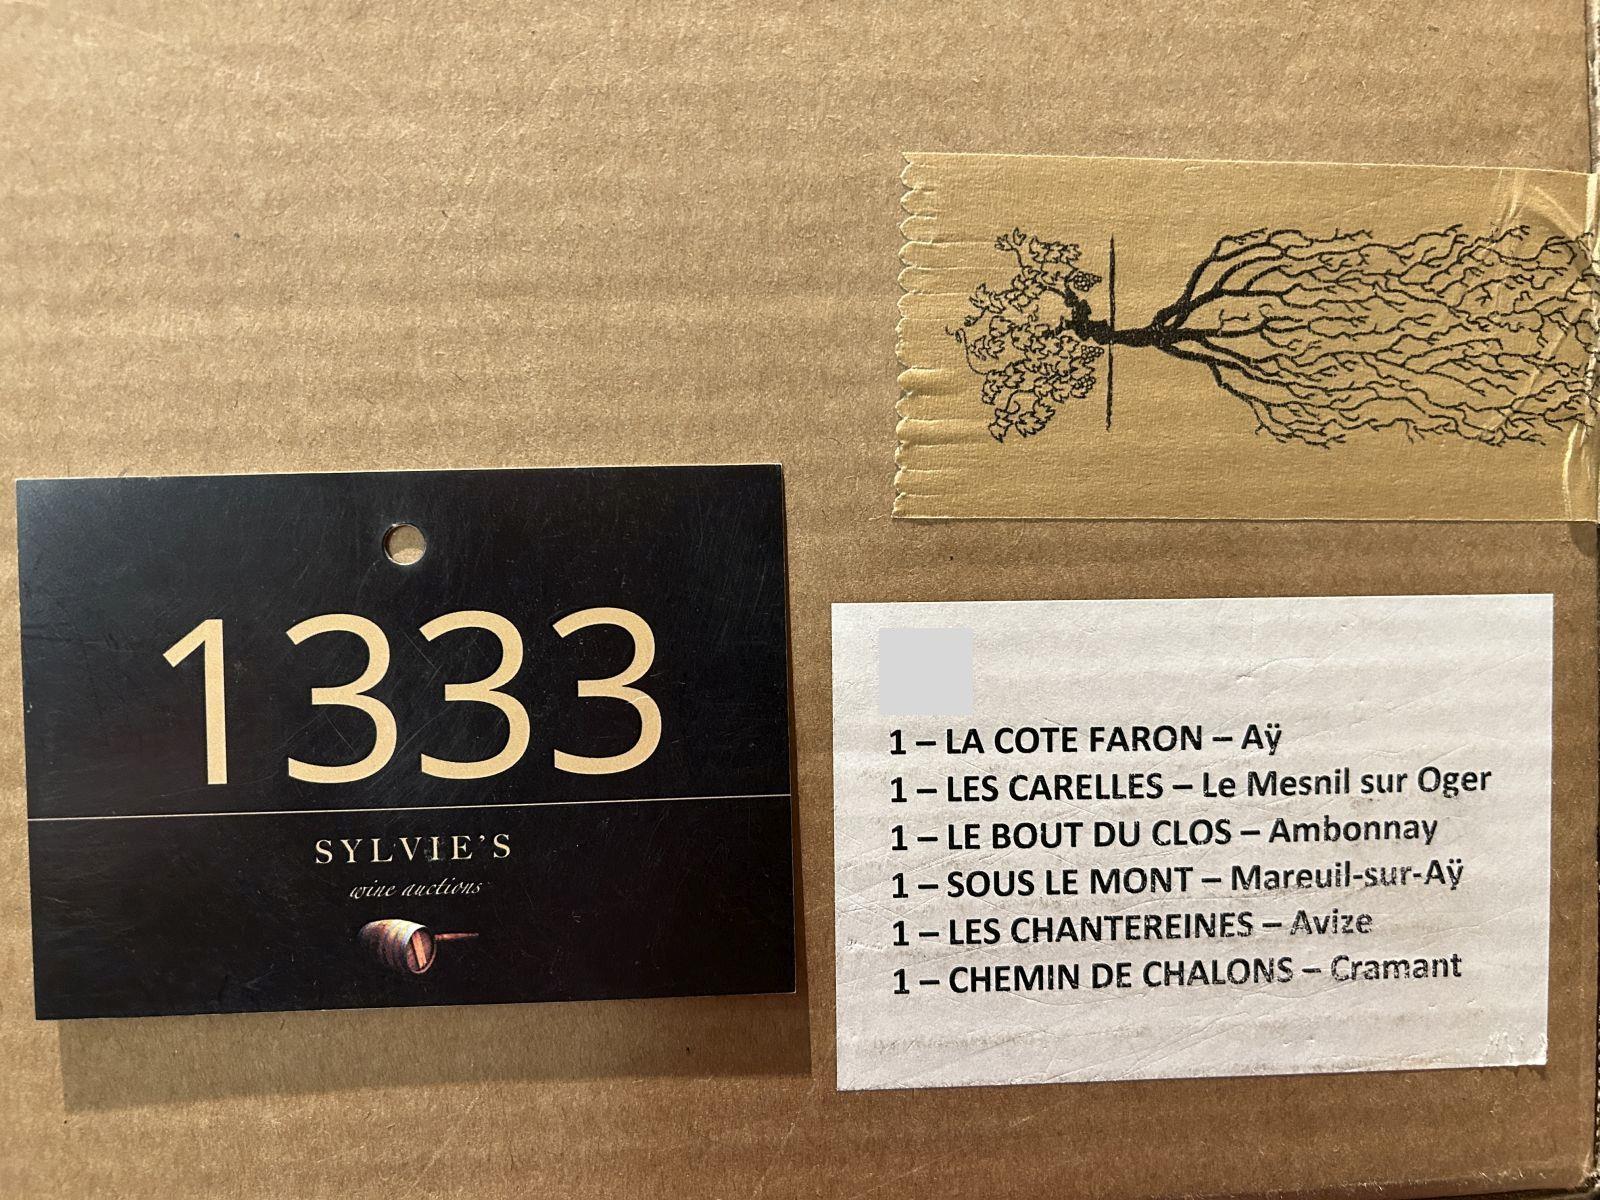 1333
SYLVIE'S
wine auctions
1 – LA COTE FARON – Aÿ
1 – LES CARELLES – Le Mesnil sur Oger
1 – LE BOUT DU CLOS – Ambonnay
1 – SOUS LE MONT – Mareuil-sur-Aÿ
1 – LES CHANTEREINES – Avize
1 – CHEMIN DE CHALONS – Cramant